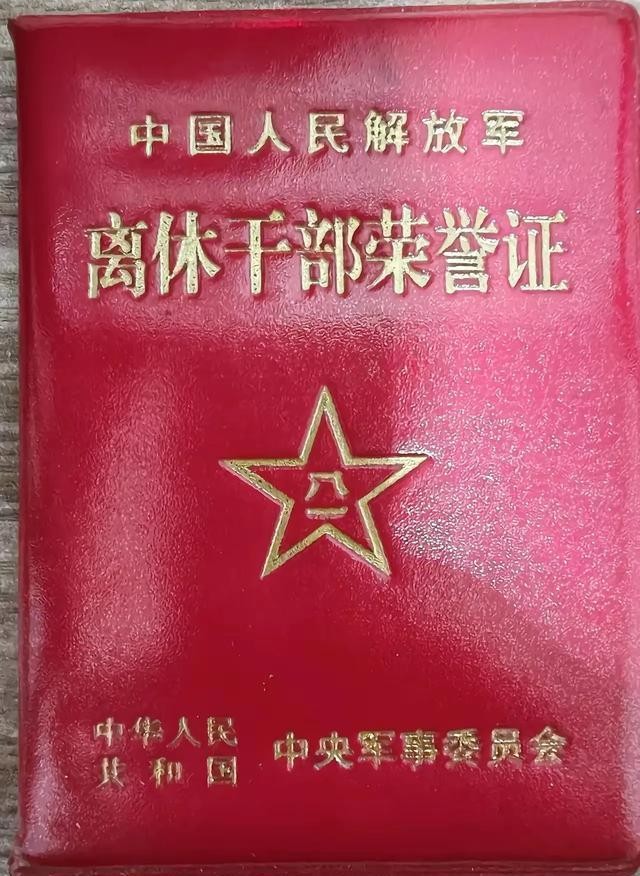 中国人民解放军
离休干部荣誉证
八一
中华人民
共和国
中央军事委员会